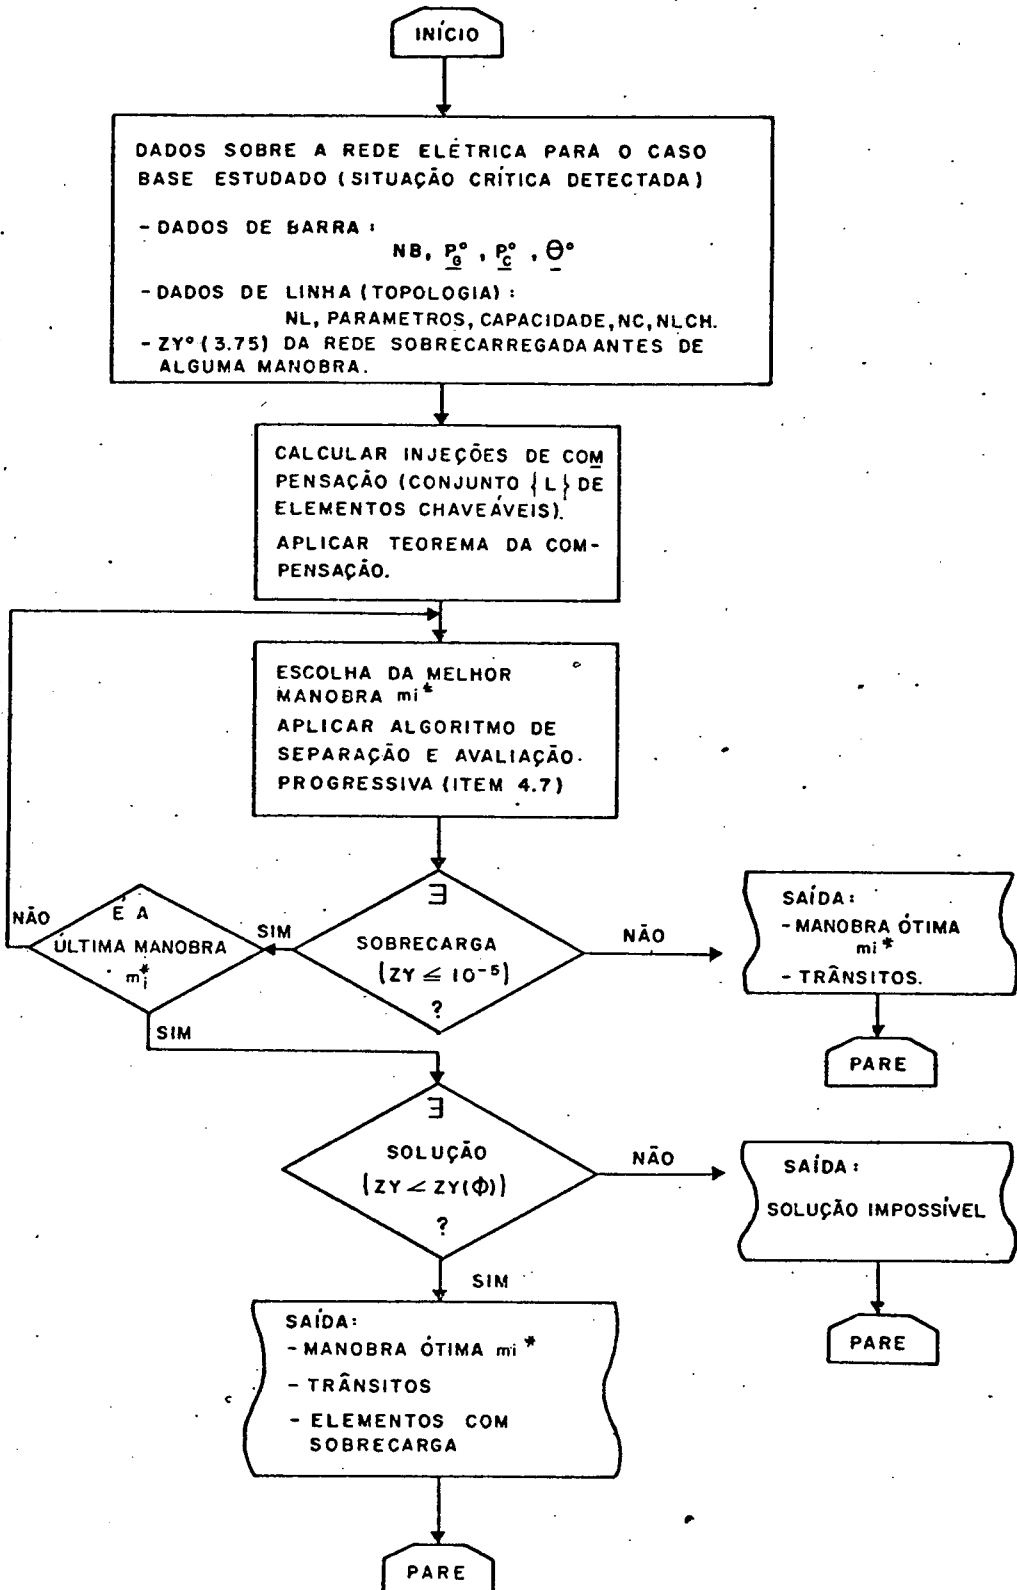 INÍCIO
DADOS SOBRE A REDE ELÉTRICA PARA O CASO
BASE ESTUDADO (SITUAÇÃO CRÍTICA DETECTADA)
- DADOS DE BARRA :
NB, P_G° , P_C° , Θ°
- DADOS DE LINHA (TOPOLOGIA) :
NL, PARAMETROS, CAPACIDADE, NC, NLCH.
- ZY° (3.75) DA REDE SOBRECARREGADA ANTES DE
ALGUMA MANOBRA.
CALCULAR INJEÇÕES DE COM
PENSAÇÃO (CONJUNTO {L} DE
ELEMENTOS CHAVEÁVEIS).
APLICAR TEOREMA DA COM-
PENSAÇÃO.
ESCOLHA DA MELHOR
MANOBRA mi*
APLICAR ALGORITMO DE
SEPARAÇÃO E AVALIAÇÃO
PROGRESSIVA (ITEM 4.7)
∃
SOBRECARGA
(ZY ≤ 10⁻⁵)
?
SIM
NÃO
É A
ÚLTIMA MANOBRA
mi*
NÃO
SIM
SAÍDA:
- MANOBRA ÓTIMA
mi*
- TRÂNSITOS.
PARE
∃
SOLUÇÃO
(ZY < ZY(Φ))
?
NÃO
SIM
SAÍDA:
SOLUÇÃO IMPOSSÍVEL
PARE
SAÍDA:
- MANOBRA ÓTIMA mi*
- TRÂNSITOS
- ELEMENTOS COM
SOBRECARGA
PARE